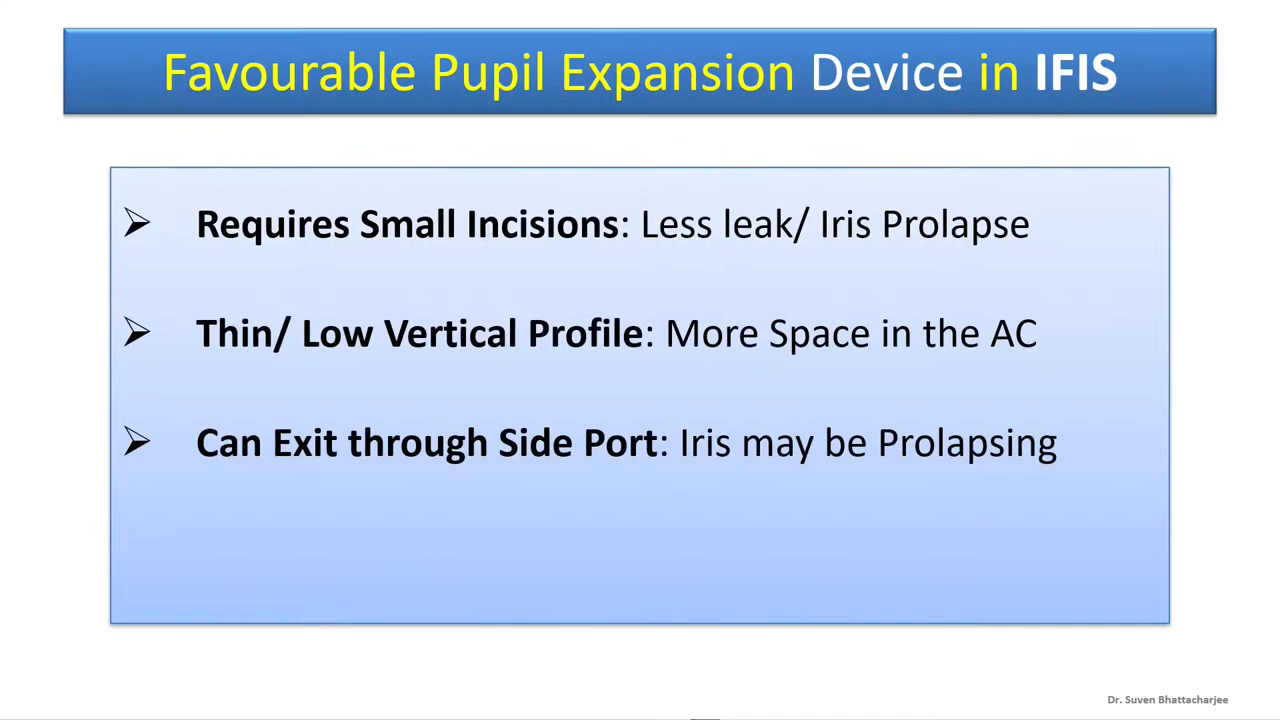 Favourable Pupil Expansion Device in IFIS
➢ Requires Small Incisions: Less leak/ Iris Prolapse
➢ Thin/ Low Vertical Profile: More Space in the AC
➢ Can Exit through Side Port: Iris may be Prolapsing
Dr. Suven Bhattacharjee